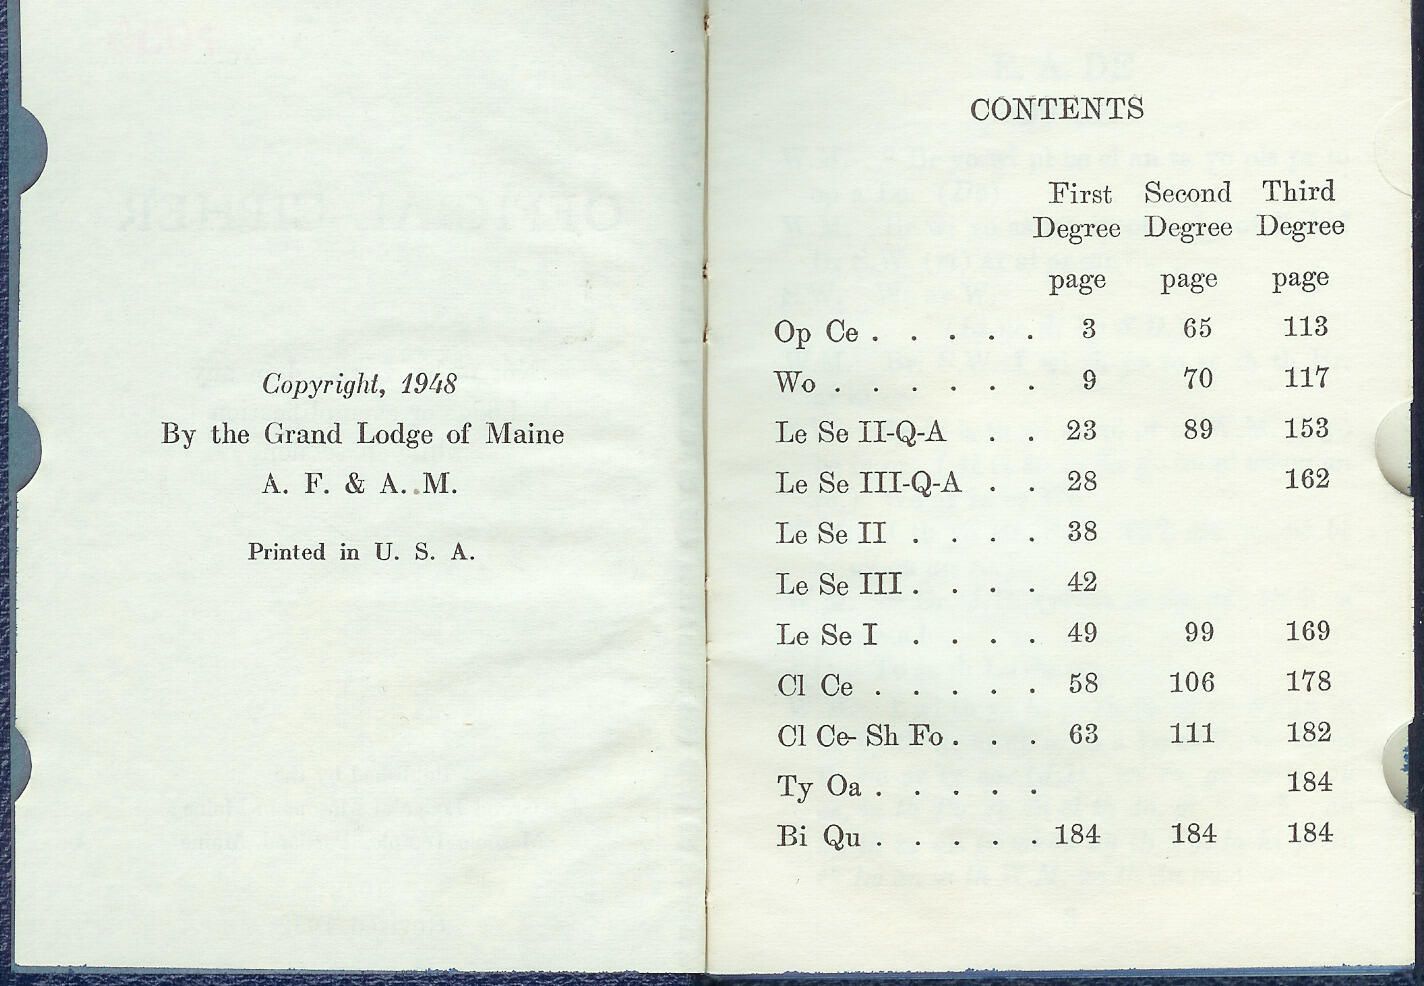 Copyright, 1948
By the Grand Lodge of Maine
A. F. & A. M.
Printed in U. S. A.
CONTENTS
First Second Third
Degree Degree Degree
page page page
Op Ce . . . . . 3 65 113
Wo . . . . . . 9 70 117
Le Se II-Q-A . . 23 89 153
Le Se III-Q-A . . 28 162
Le Se II . . . . 38
Le Se III . . . . 42
Le Se I . . . . 49 99 169
Cl Ce . . . . . 58 106 178
Cl Ce- Sh Fo . . . 63 111 182
Ty Oa . . . . . 184
Bi Qu . . . . . 184 184 184